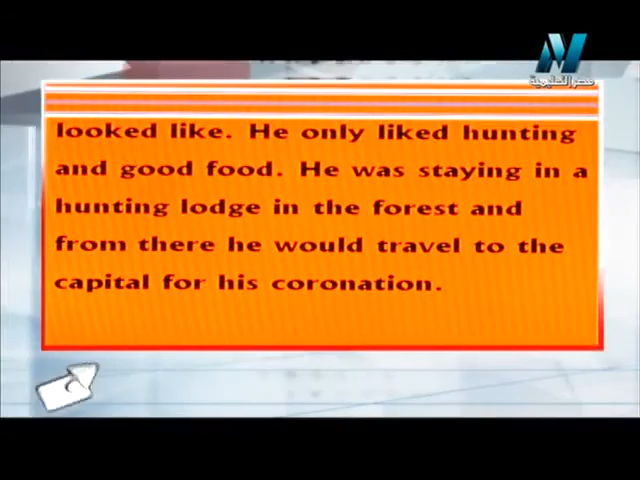 مصر التعليمية
looked like. He only liked hunting
and good food. He was staying in a
hunting lodge in the forest and
from there he would travel to the
capital for his coronation.